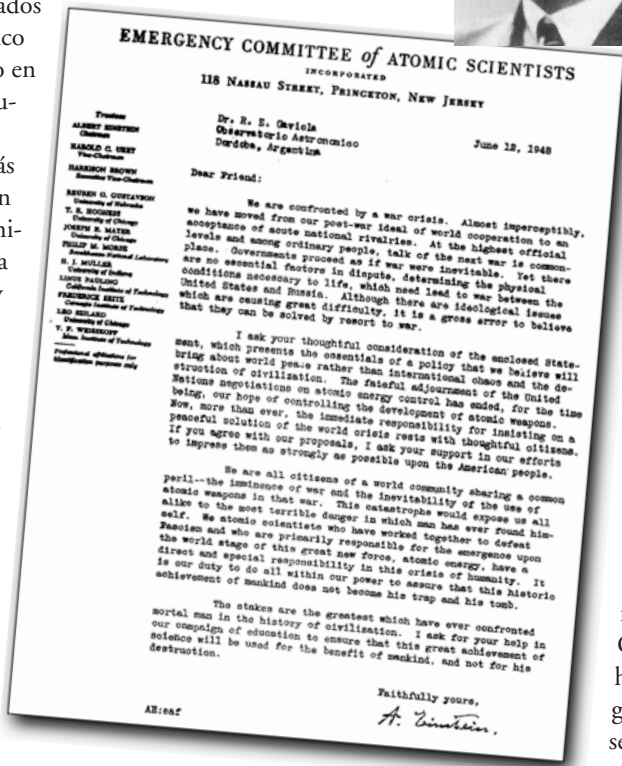 ados
co
o en
u-
ás
n
ni-
a
y
EMERGENCY COMMITTEE of ATOMIC SCIENTISTS
INCORPORATED
118 NASSAU STREET, PRINCETON, NEW JERSEY
Trustees
ALBERT EINSTEIN
Chairman
HAROLD C. UREY
Vice-Chairman
HARRISON BROWN
Executive Vice-Chairman
REUBEN G. GUSTAVSON
University of Nebraska
T. R. HOGNESS
University of Chicago
JOSEPH E. MAYER
University of Chicago
PHILIP M. MORSE
Brookhaven National Laboratory
H. J. MULLER
University of Indiana
LINUS PAULING
California Institute of Technology
FREDERICK SEITZ
Carnegie Institute of Technology
LEO SZILARD
University of Chicago
V. F. WEISSKOPF
Mass. Institute of Technology
Professional affiliations for
identification purposes only
Dr. R. E. Gaviola
Observatorio Astronomico
Dordoba, Argentina
June 12, 1948
Dear Friend:
We are confronted by a war crisis. Almost imperceptibly,
we have moved from our post-war ideal of world cooperation to an
acceptance of acute national rivalries. At the highest official
levels and among ordinary people, talk of the next war is common-
place. Governments proceed as if war were inevitable. Yet there
are no essential factors in dispute, determining the physical
conditions necessary to life, which need lead to war between the
United States and Russia. Although there are ideological issues
which are causing great difficulty, it is a gross error to believe
that they can be solved by resort to war.
I ask your thoughtful consideration of the enclosed State-
ment, which presents the essentials of a policy that we believe will
bring about world peace rather than international chaos and the de-
struction of civilization. The fateful adjournment of the United
Nations negotiations on atomic energy control has ended, for the time
being, our hope of controlling the development of atomic weapons.
Now, more than ever, the immediate responsibility for insisting on a
peaceful solution of the world crisis rests with thoughtful citizens.
If you agree with our proposals, I ask your support in our efforts
to impress them as strongly as possible upon the American people.
We are all citizens of a world community sharing a common
peril--the imminence of war and the inevitability of the use of
atomic weapons in that war. This catastrophe would expose us all
alike to the most terrible danger in which man has ever found him-
self. We atomic scientists who have worked together to defeat
Fascism and who are primarily responsible for the emergence upon
the world stage of this great new force, atomic energy, have a
direct and special responsibility in this crisis of humanity. It
is our duty to do all within our power to assure that this historic
achievement of mankind does not become his trap and his tomb.
The stakes are the greatest which have ever confronted
mortal man in the history of civilization. I ask for your help in
our campaign of education to ensure that this great achievement of
science will be used for the benefit of mankind, and not for his
destruction.
Faithfully yours,
A. Einstein.
AE:eaf
h
g
se